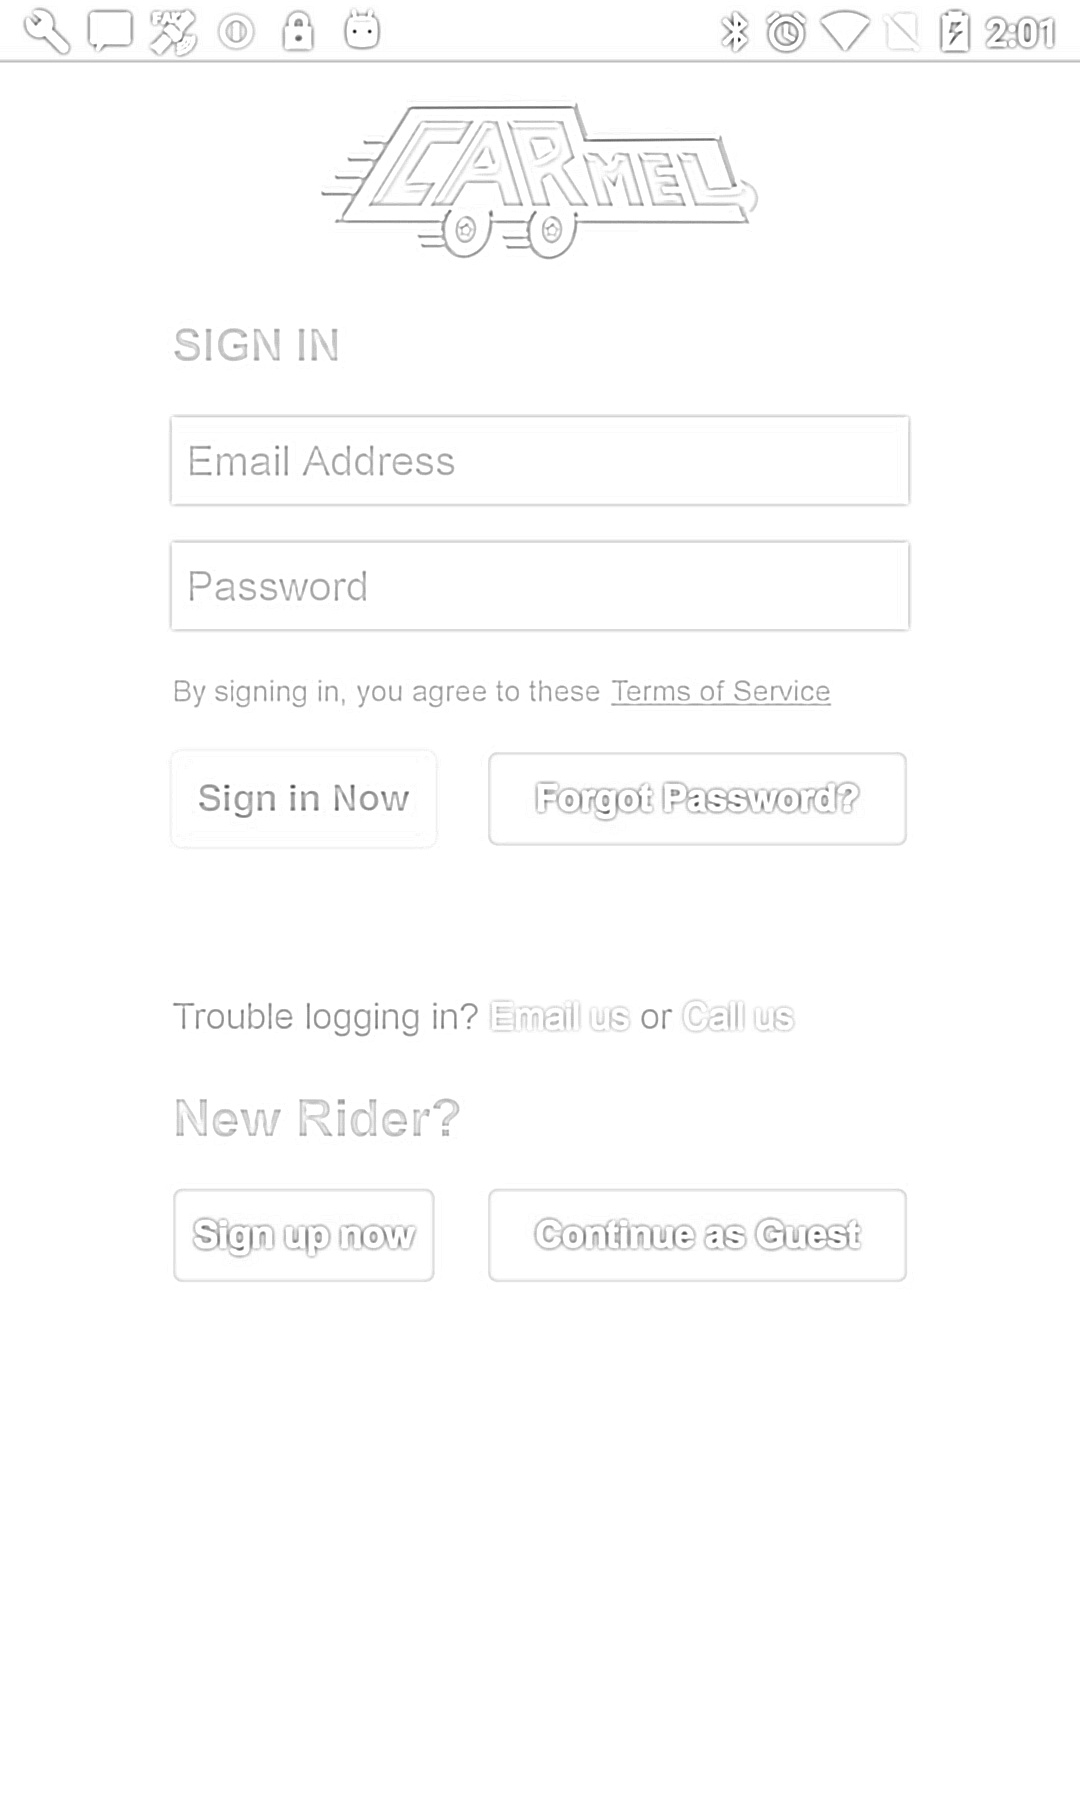 FAKE 2:01
CARMEL
SIGN IN
Email Address
Password
By signing in, you agree to these Terms of Service
Sign in Now Forgot Password?
Trouble logging in? Email us or Call us
New Rider?
Sign up now Continue as Guest